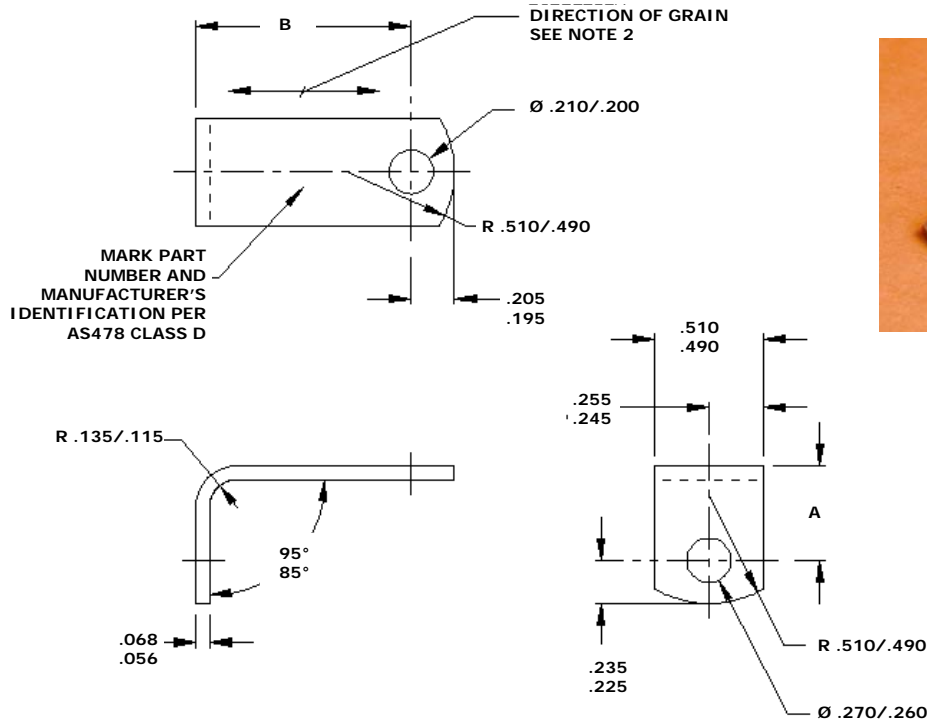 B
DIRECTION OF GRAIN
SEE NOTE 2
Ø .210/.200
R .510/.490
MARK PART
NUMBER AND
MANUFACTURER'S
IDENTIFICATION PER
AS478 CLASS D
.205
.195
.510
.490
.255
.245
R .135/.115
A
95°
85°
.068
.056
.235
.225
R .510/.490
Ø .270/.260